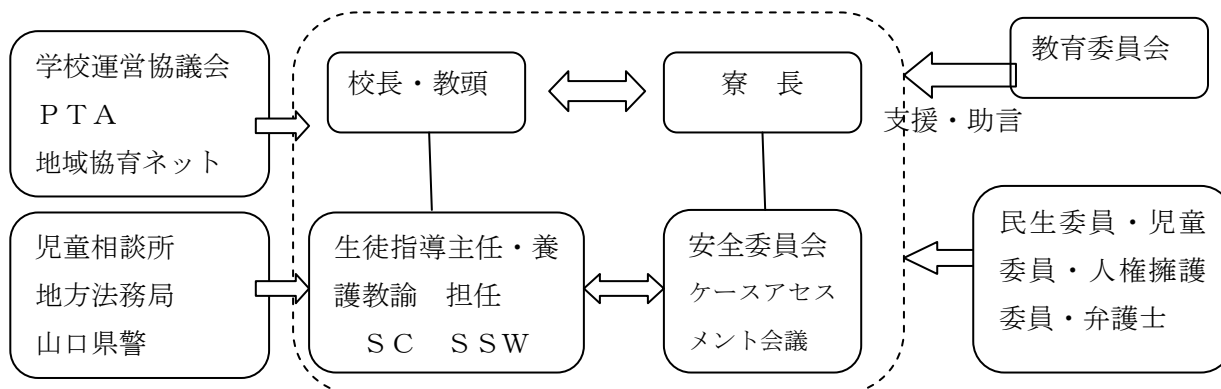 学校運営協議会
ＰＴＡ
地域協育ネット
校長・教頭
寮　長
教育委員会
支援・助言
児童相談所
地方法務局
山口県警
生徒指導主任・養
護教諭　担任
ＳＣ　ＳＳＷ
安全委員会
ケースアセス
メント会議
民生委員・児童
委員・人権擁護
委員・弁護士